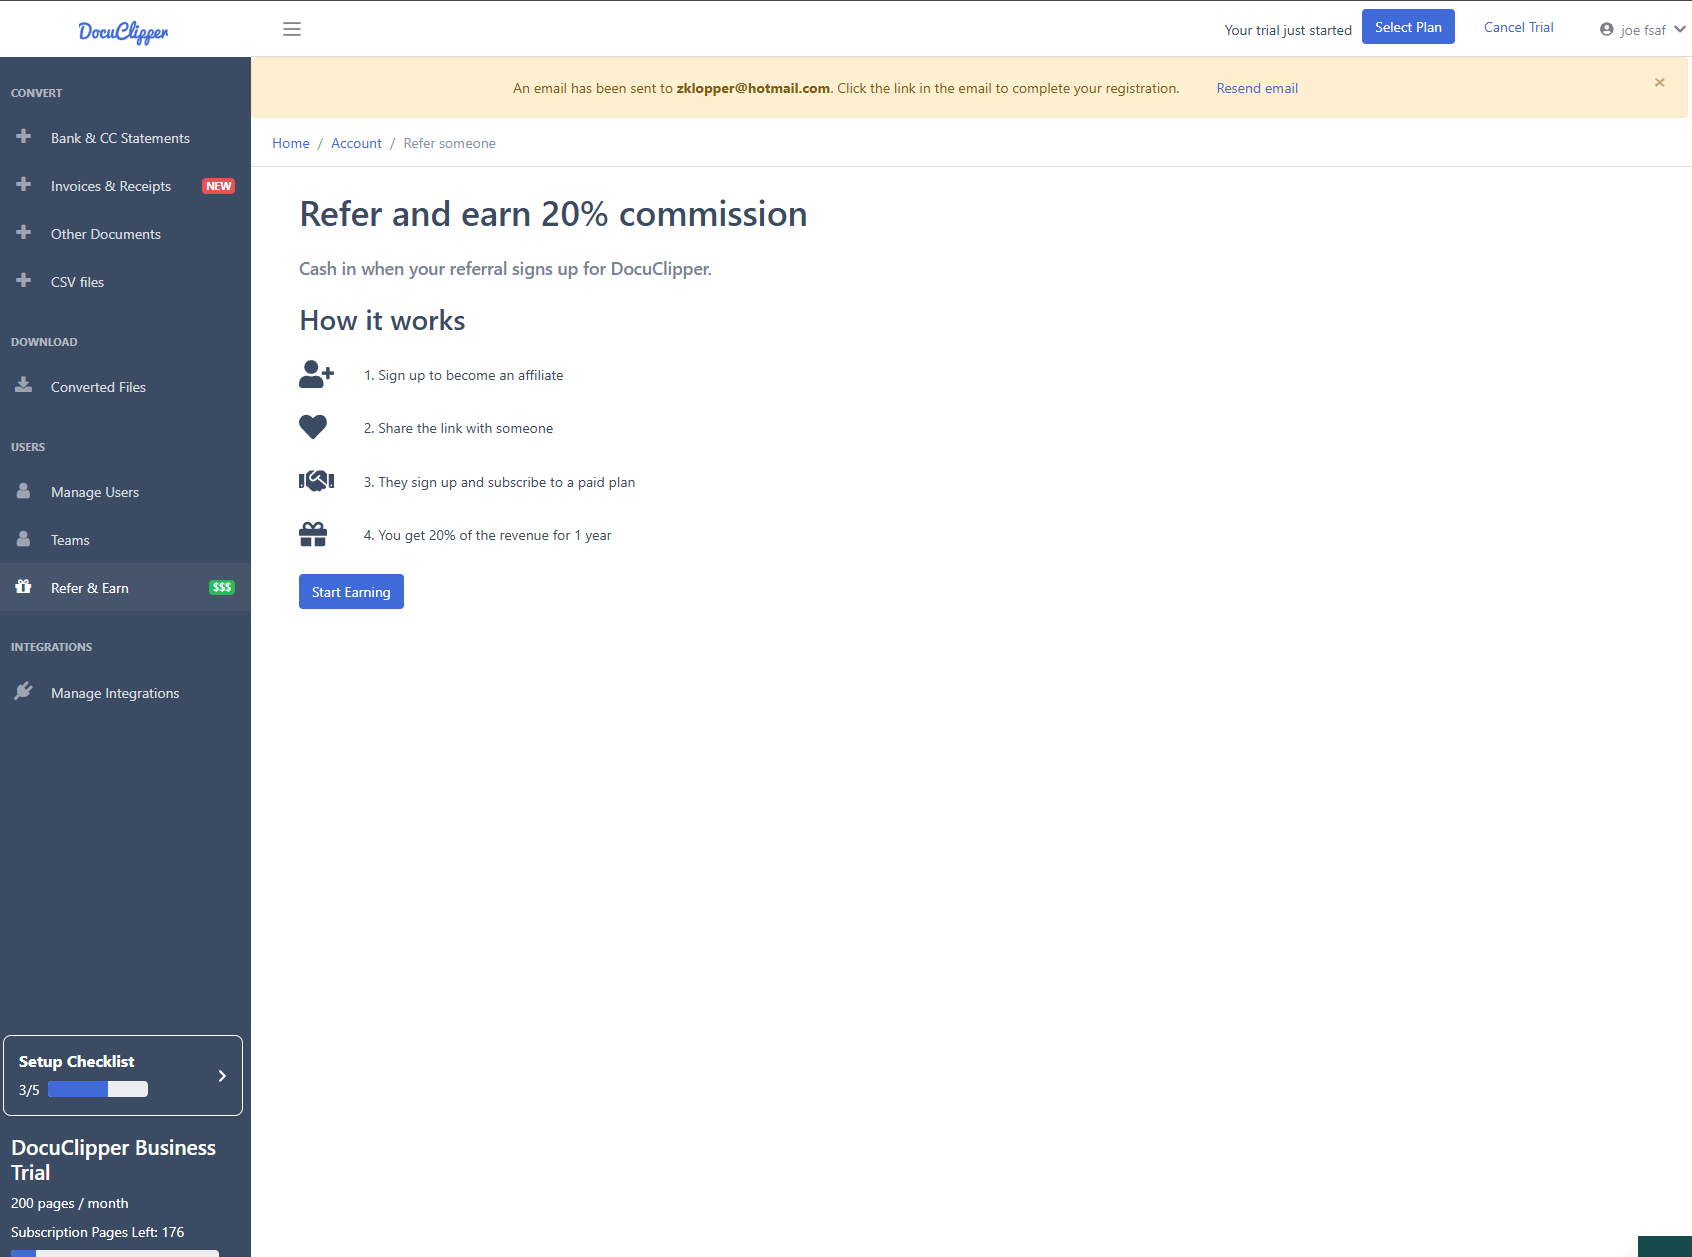 DocuClipper
Your trial just started
Select Plan
Cancel Trial
joe fsaf
CONVERT
Bank & CC Statements
Invoices & Receipts NEW
Other Documents
CSV files
DOWNLOAD
Converted Files
USERS
Manage Users
Teams
Refer & Earn $$$
INTEGRATIONS
Manage Integrations
Setup Checklist
3/5
DocuClipper Business
Trial
200 pages / month
Subscription Pages Left: 176
An email has been sent to zklopper@hotmail.com. Click the link in the email to complete your registration. Resend email ×
Home / Account / Refer someone
Refer and earn 20% commission
Cash in when your referral signs up for DocuClipper.
How it works
1. Sign up to become an affiliate
2. Share the link with someone
3. They sign up and subscribe to a paid plan
4. You get 20% of the revenue for 1 year
Start Earning